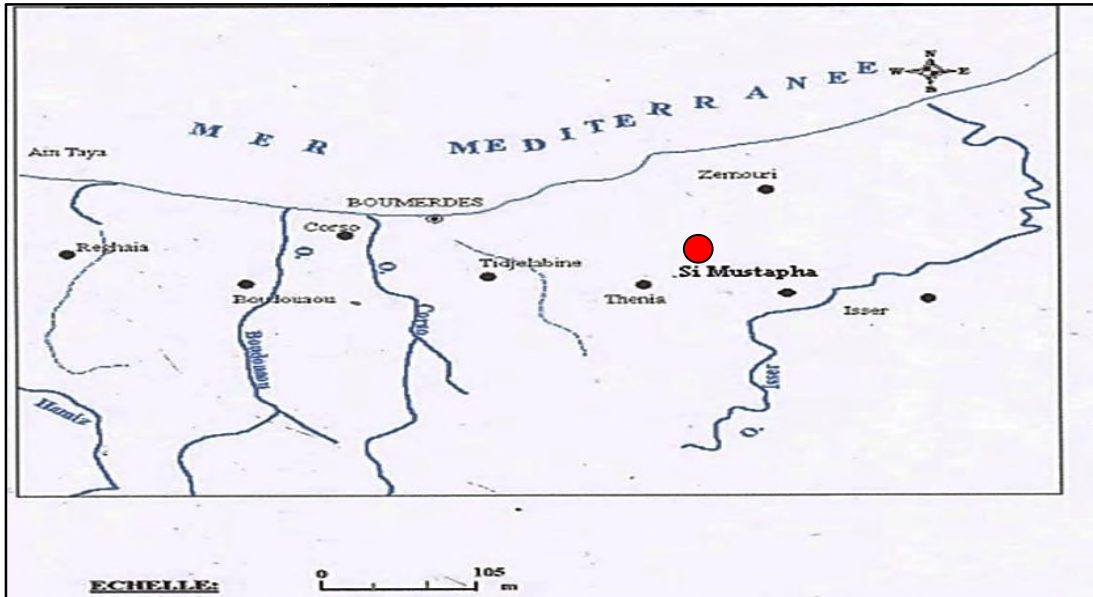 N
W E
S
MER MEDITERRANEE
Ain Taya
Zemouri
BOUMERDES
Corso
Reghaia
O.
O.
Tidjelabine
Si Mustapha
Boudouaou
Thenia
Isser
Corso
Boudouaou
Isser
Hamiz
O.
0 105
m
ECHELLE: